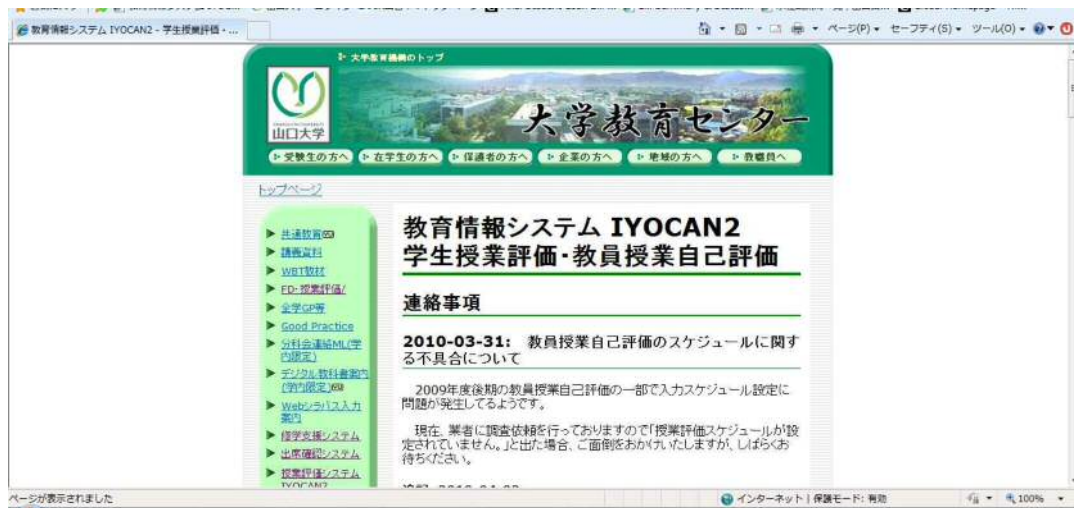 教育情報システム IYOCAN2 - 学生授業評価・...
ページ(P) セーフティ(S) ツール(O)
大学教育機構のトップ
山口大学
大学教育センター
受験生の方へ 在学生の方へ 保護者の方へ 企業の方へ 地域の方へ 教職員へ
トップページ
共通教育
講義資料
WBT教材
FD・授業評価/
全学GP等
Good Practice
分科会連絡ML(学
内限定)
デジタル教科書案内
(学内限定)
Webシラバス入力
案内
修学支援システム
出席確認システム
授業評価システム
IYOCAN2
教育情報システム IYOCAN2
学生授業評価・教員授業自己評価
連絡事項
2010-03-31: 教員授業自己評価のスケジュールに関す
る不具合について
2009年度後期の教員授業自己評価の一部で入力スケジュール設定に
問題が発生してるようです。
現在、業者に調査依頼を行っておりますので「授業評価スケジュールが設
定されていません。」と出た場合、ご面倒をおかけいたしますが、しばらくお
待ちください。
ページが表示されました
インターネット | 保護モード: 有効
100%